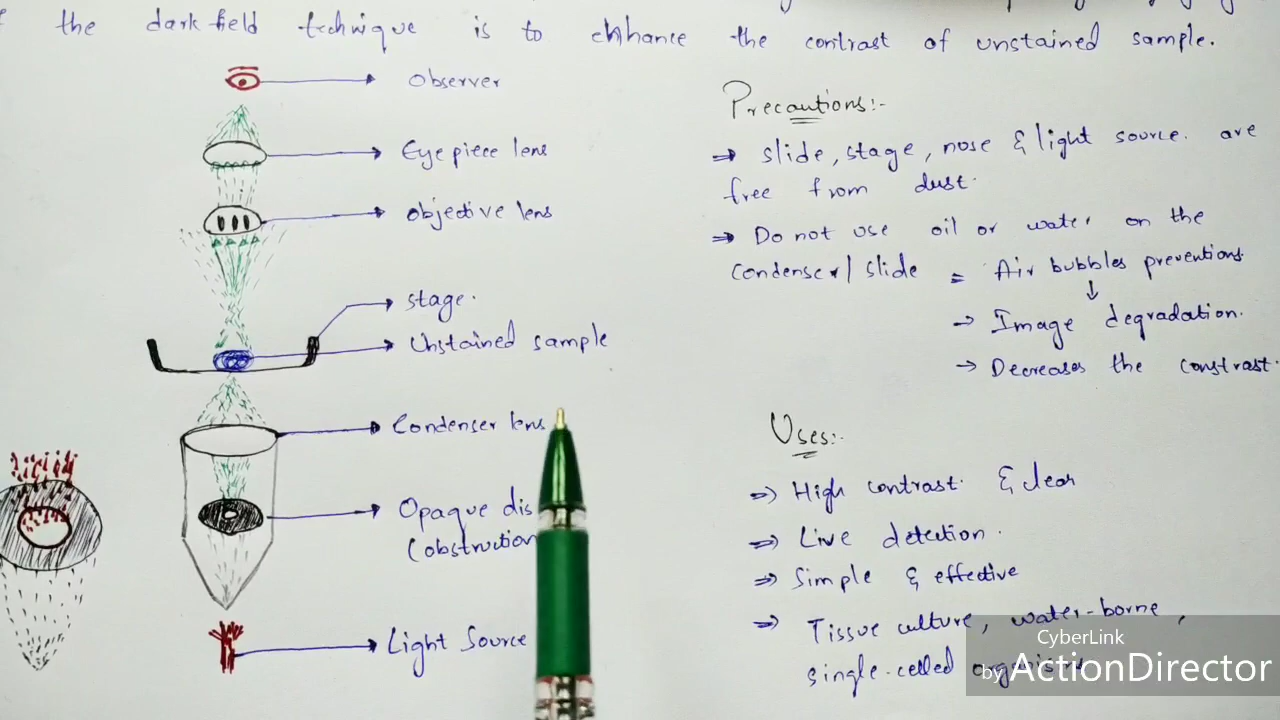 the dark field technique is to enhance the contrast of unstained sample.
Observer
Eye piece lens
Objective lens
stage.
Unstained sample
Condenser lens
Opaque dis
(obstruction
Light Source
Precautions:-
→ slide, stage, nose & light source. are
free from dust.
→ Do not use oil or water on the
condenser/ slide = Air bubbles preventions.
↓
→ Image degradation.
→ Decreases the constrast.
Uses:-
⇒ High contrast & clear
⇒ Live detection.
⇒ Simple & effective
⇒ Tissue culture, water-borne,
single-celled
CyberLink
by ActionDirector